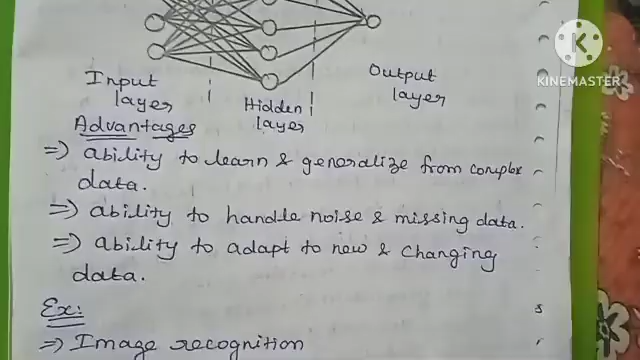 Input
layer
Hidden
layer
Output
layer
KINEMASTER
Advantages
=> ability to learn & generalize from complex
data.
=> ability to handle noise & missing data.
=> ability to adapt to new & changing
data.
Ex:
=> Image recognition